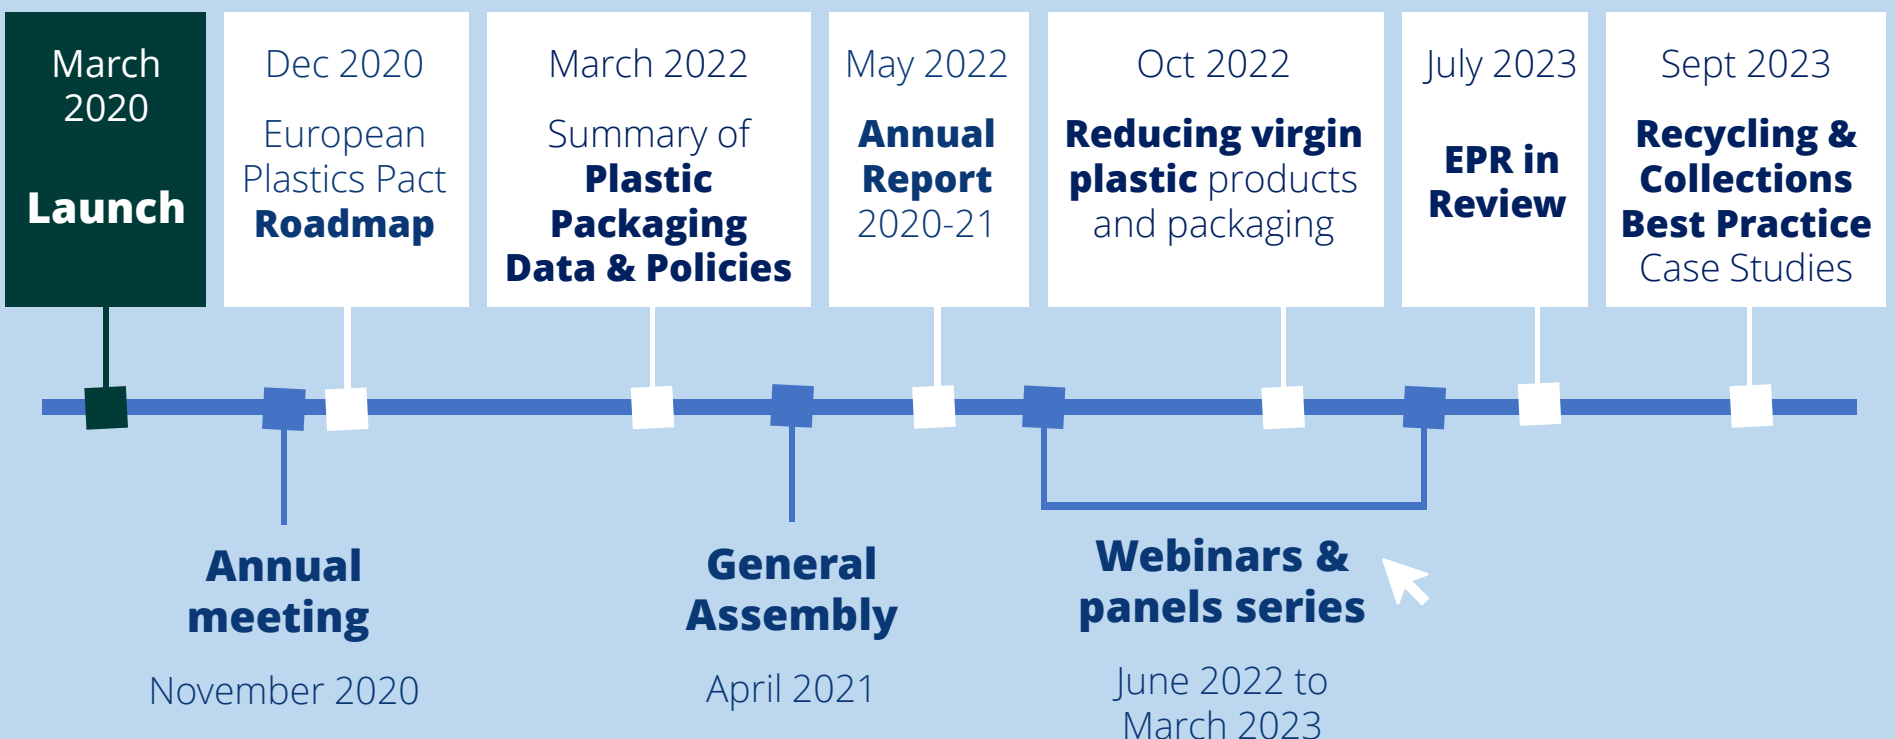 March
2020
Launch
Dec 2020
European
Plastics Pact
Roadmap
March 2022
Summary of
Plastic
Packaging
Data & Policies
May 2022
Annual
Report
2020-21
Oct 2022
Reducing virgin
plastic products
and packaging
July 2023
EPR in
Review
Sept 2023
Recycling &
Collections
Best Practice
Case Studies
Annual
meeting
November 2020
General
Assembly
April 2021
Webinars &
panels series
June 2022 to
March 2023